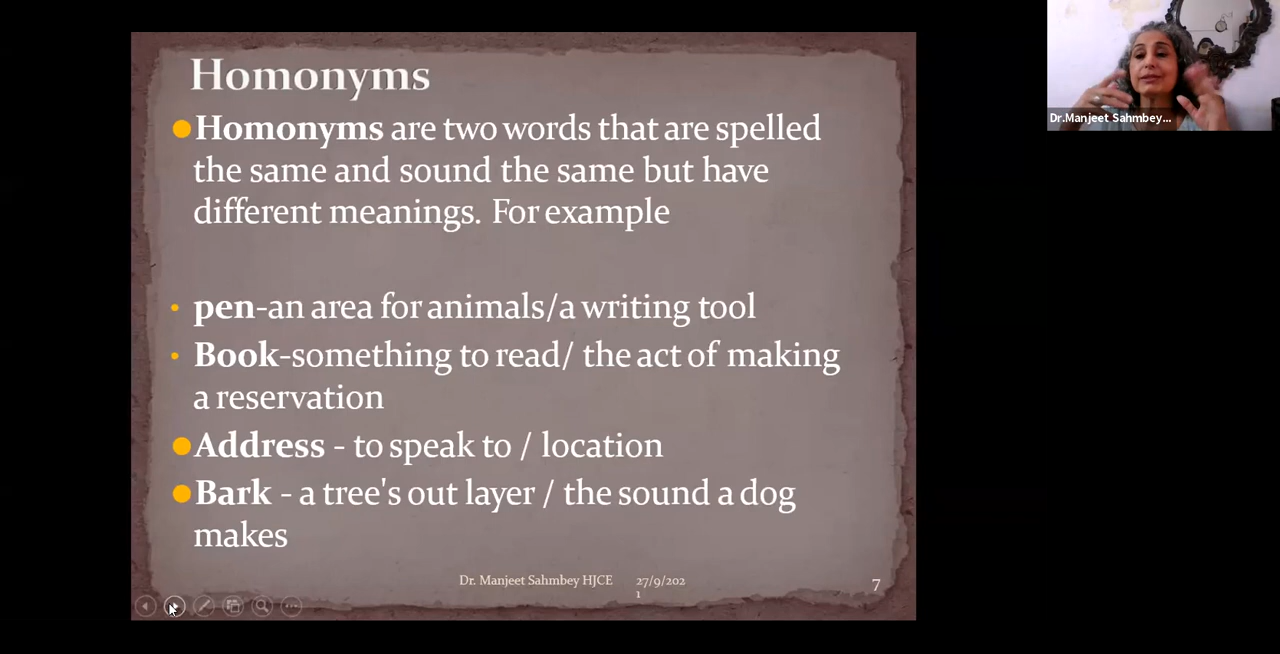 Homonyms
Homonyms are two words that are spelled
the same and sound the same but have
different meanings. For example
pen-an area for animals/a writing tool
Book-something to read/ the act of making
a reservation
Address - to speak to / location
Bark - a tree's out layer / the sound a dog
makes
Dr. Manjeet Sahmbey HJCE
27/9/202
1
7
Dr.Manjeet Sahmbey...